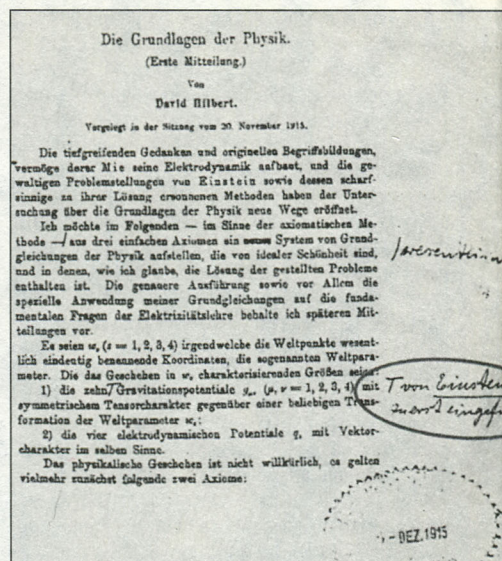 Die Grundlagen der Physik.
(Erste Mitteilung.)
Von
David Hilbert.
Vorgelegt in der Sitzung vom 20. November 1915.
Die tiefgreifenden Gedanken und originellen Begriffsbildungen,
vermöge derer Mie seine Elektrodynamik aufbaut, und die ge-
waltigen Problemstellungen von Einstein sowie dessen scharf-
sinnige zu ihrer Lösung ersonnenen Methoden haben der Unter-
suchung über die Grundlagen der Physik neue Wege eröffnet.
Ich möchte im Folgenden — im Sinne der axiomatischen Me-
thode — aus drei einfachen Axiomen ein neues System von Grund-
gleichungen der Physik aufstellen, die von idealer Schönheit sind,
und in denen, wie ich glaube, die Lösung der gestellten Probleme
enthalten ist. Die genauere Ausführung sowie vor Allem die
spezielle Anwendung meiner Grundgleichungen auf die funda-
mentalen Fragen der Elektrizitätslehre behalte ich späteren Mit-
teilungen vor.
Es seien wₛ (s = 1, 2, 3, 4) irgendwelche die Weltpunkte wesent-
lich eindeutig benennende Koordinaten, die sogenannten Weltpara-
meter. Die das Geschehen in wₛ charakterisierenden Größen seien:
1) die zehn Gravitationspotentiale gμν (μ, ν = 1, 2, 3, 4) mit
symmetrischem Tensorcharakter gegenüber einer beliebigen Trans-
formation der Weltparameter wₛ;
2) die vier elektrodynamischen Potentiale qₛ mit Vektor-
charakter im selben Sinne.
Das physikalische Geschehen ist nicht willkürlich, es gelten
vielmehr zunächst folgende zwei Axiome:
von Einstein
zuerst eingef
- DEZ. 1915